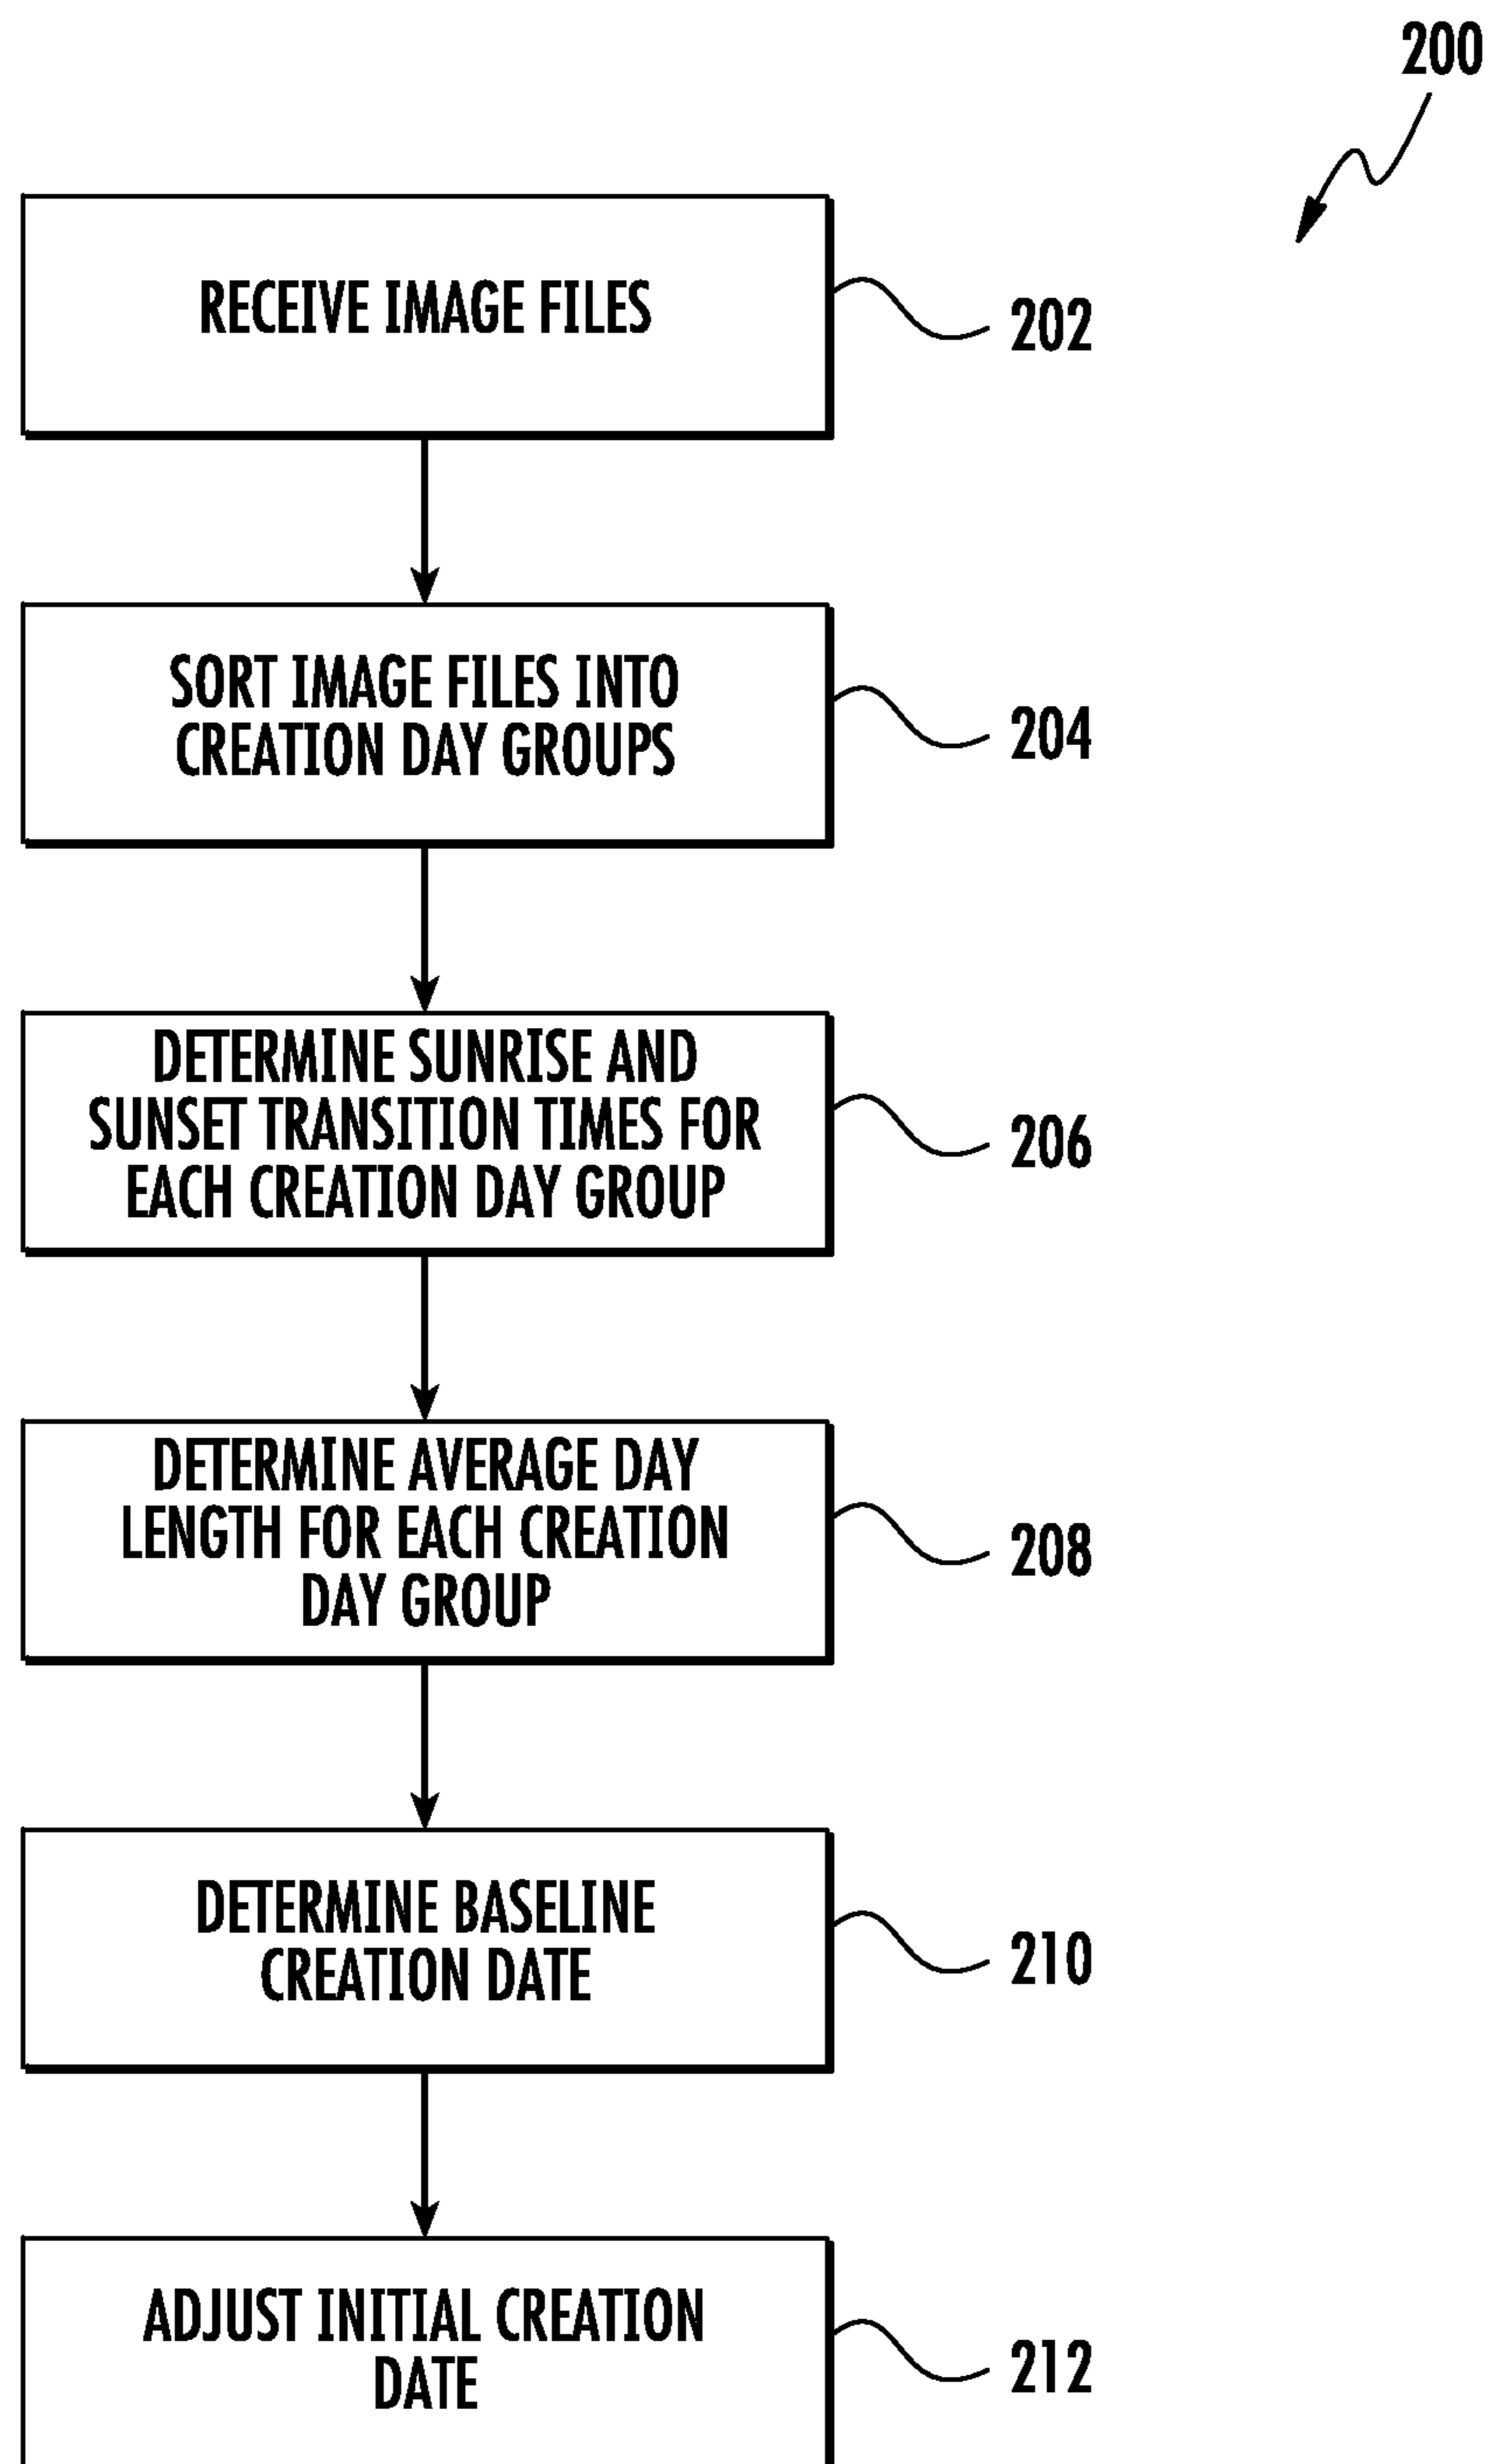 200
RECEIVE IMAGE FILES
202
SORT IMAGE FILES INTO
CREATION DAY GROUPS
204
DETERMINE SUNRISE AND
SUNSET TRANSITION TIMES FOR
EACH CREATION DAY GROUP
206
DETERMINE AVERAGE DAY
LENGTH FOR EACH CREATION
DAY GROUP
208
DETERMINE BASELINE
CREATION DATE
210
ADJUST INITIAL CREATION
DATE
212